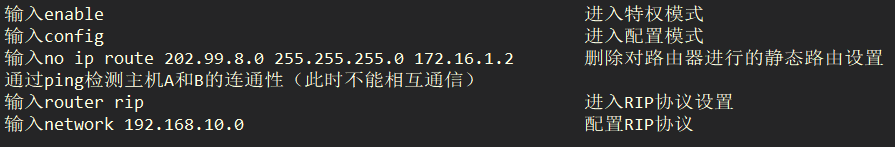 输入enable 进入特权模式
输入config 进入配置模式
输入no ip route 202.99.8.0 255.255.255.0 172.16.1.2 删除对路由器进行的静态路由设置
通过ping检测主机A和B的连通性（此时不能相互通信）
输入router rip 进入RIP协议设置
输入network 192.168.10.0 配置RIP协议